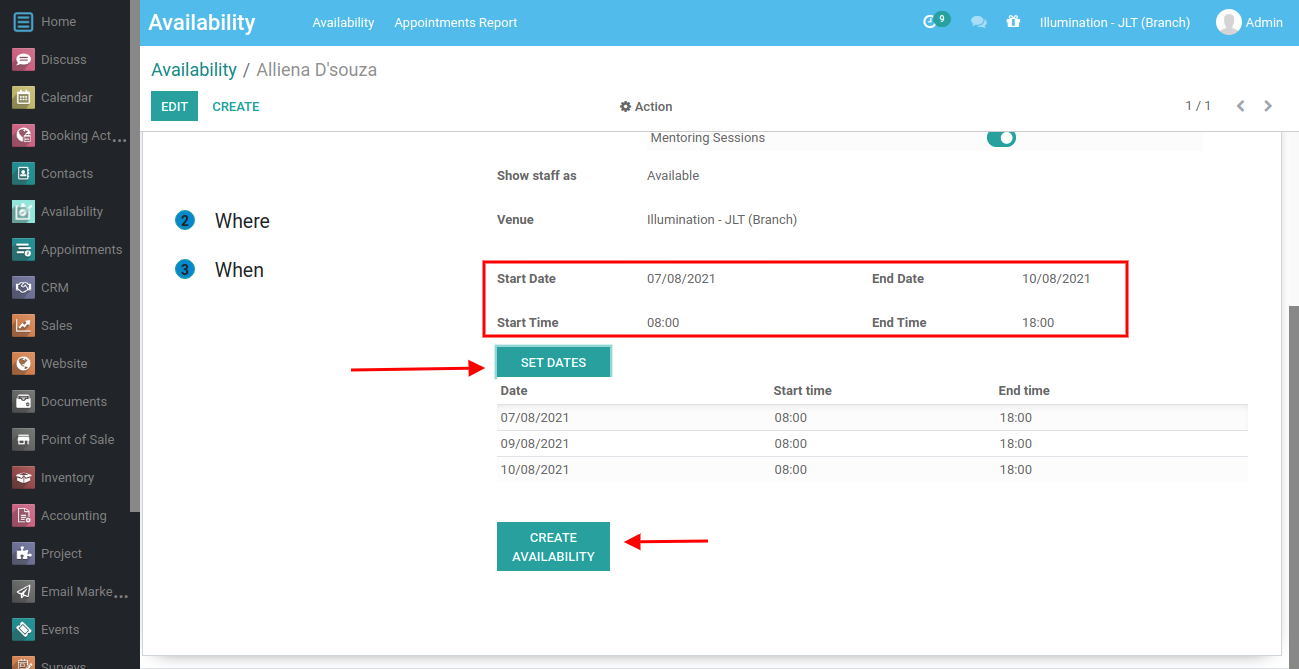 Home
Discuss
Calendar
Booking Act...
Contacts
Availability
Appointments
CRM
Sales
Website
Documents
Point of Sale
Inventory
Accounting
Project
Email Marke...
Events
Surveys
Availability Availability Appointments Report 9 Illumination - JLT (Branch) Admin
Availability / Alliena D'souza
EDIT CREATE Action 1 / 1
Mentoring Sessions
Show staff as Available
2 Where Venue Illumination - JLT (Branch)
3 When Start Date 07/08/2021 End Date 10/08/2021
Start Time 08:00 End Time 18:00
SET DATES
Date Start time End time
07/08/2021 08:00 18:00
09/08/2021 08:00 18:00
10/08/2021 08:00 18:00
CREATE
AVAILABILITY